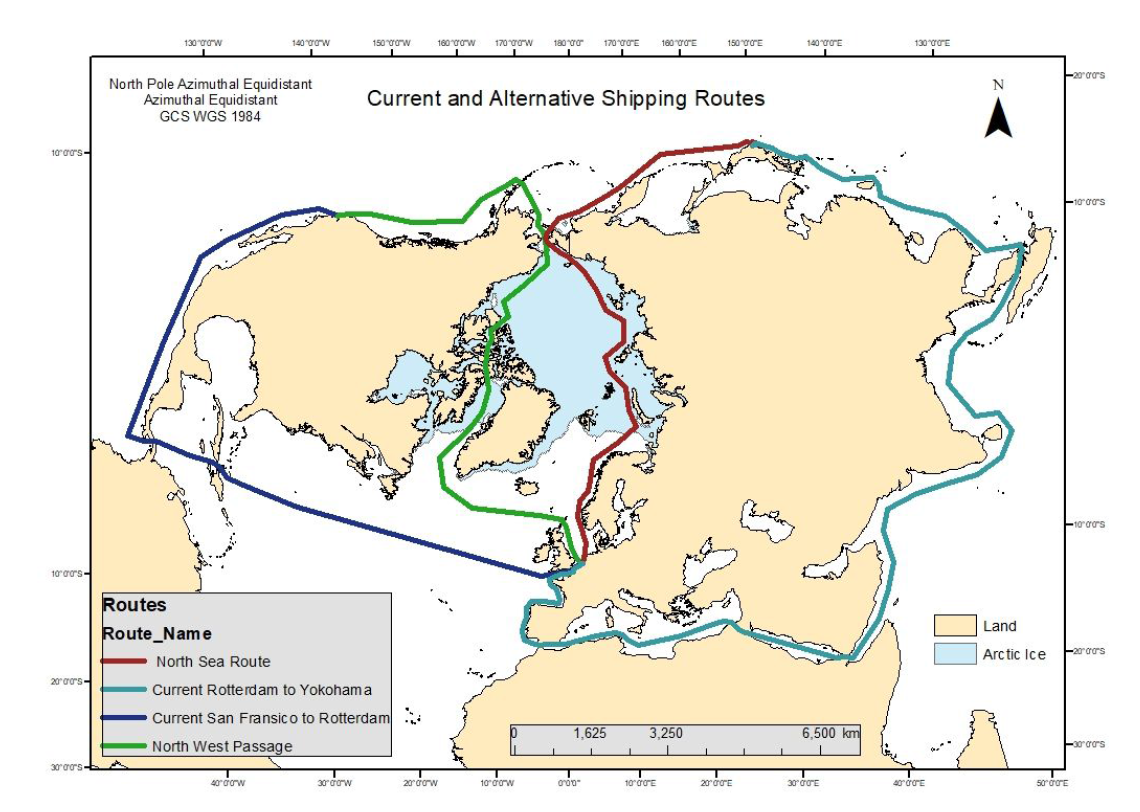 130°0'0"W 140°0'0"W 150°0'0"W 160°0'0"W 170°0'0"W 180°0'0" 170°0'0"E 160°0'0"E 150°0'0"E 140°0'0"E 130°0'0"E
North Pole Azimuthal Equidistant
Azimuthal Equidistant
GCS WGS 1984
Current and Alternative Shipping Routes
N
20°0'0"S
10°0'0"S
10°0'0"S
10°0'0"S
10°0'0"S
Routes
Route_Name
North Sea Route
Current Rotterdam to Yokohama
Current San Fransico to Rotterdam
North West Passage
Land
Arctic Ice
20°0'0"S
20°0'0"S
0 1,625 3,250 6,500 km
30°0'0"S
30°0'0"S
40°0'0"W 30°0'0"W 20°0'0"W 10°0'0"W 0°0'0" 10°0'0"E 20°0'0"E 30°0'0"E 40°0'0"E 50°0'0"E